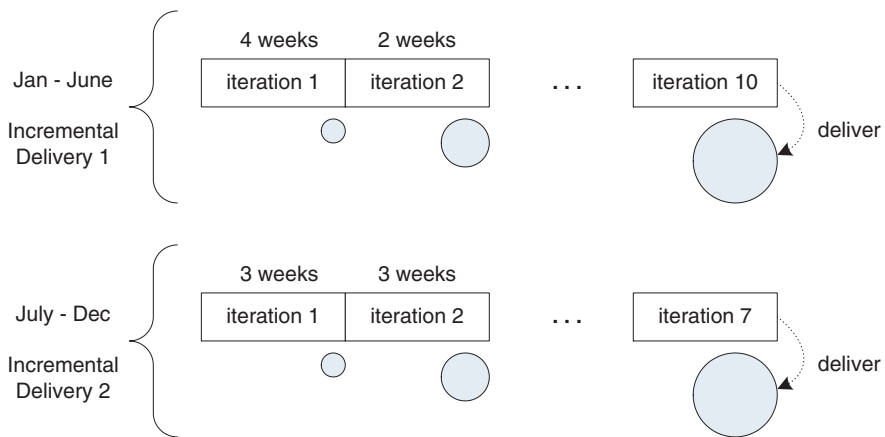 4 weeks
2 weeks
Jan - June
iteration 1
iteration 2
. . .
iteration 10
Incremental
Delivery 1
deliver
3 weeks
3 weeks
July - Dec
iteration 1
iteration 2
. . .
iteration 7
Incremental
Delivery 2
deliver